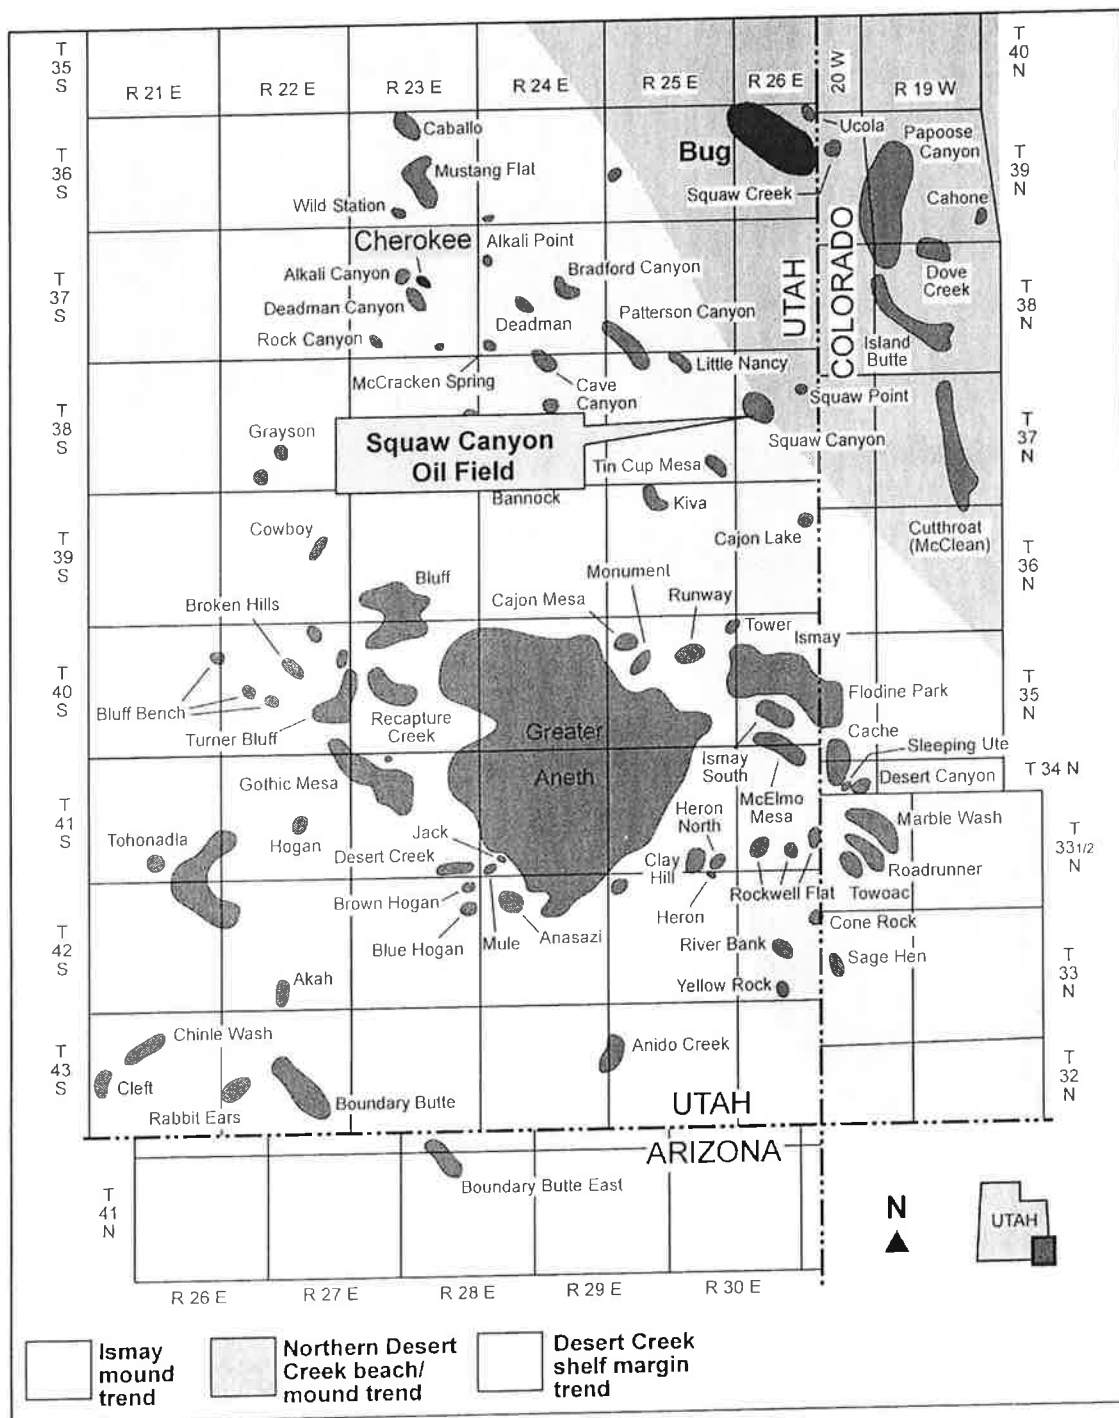 T
35
S
T
40
N
R 21 E
R 22 E
R 23 E
R 24 E
R 25 E
R 26 E
20 W
R 19 W
Caballo
Ucola
Papoose
Canyon
Bug
T
36
S
Mustang Flat
T
39
N
Squaw Creek
Cahone
Wild Station
Cherokee
Alkali Point
Alkali Canyon
Bradford Canyon
UTAH
COLORADO
Dove
Creek
T
37
S
Deadman Canyon
Deadman
Patterson Canyon
T
38
N
Rock Canyon
Island
Butte
McCracken Spring
Cave
Canyon
Little Nancy
Squaw Point
T
38
S
Grayson
Squaw Canyon
Oil Field
Squaw Canyon
T
37
N
Tin Cup Mesa
Bannock
Kiva
Cowboy
Cajon Lake
Cutthroat
(McClean)
T
39
S
T
36
N
Bluff
Monument
Broken Hills
Cajon Mesa
Runway
Tower
Ismay
T
40
S
Flodine Park
T
35
N
Bluff Bench
Turner Bluff
Recapture
Creek
Greater
Aneth
Cache
Sleeping Ute
Ismay
South
Desert Canyon
T 34 N
Gothic Mesa
McElmo
Mesa
T
41
S
Heron
North
Marble Wash
T
33 1/2
N
Tohonadla
Hogan
Jack
Desert Creek
Clay
Hill
Roadrunner
Rockwell Flat
Towoac
Brown Hogan
Heron
Cone Rock
Blue Hogan
Mule
Anasazi
T
42
S
River Bank
Sage Hen
T
33
N
Akah
Yellow Rock
Chinle Wash
Anido Creek
T
43
S
T
32
N
Cleft
Rabbit Ears
Boundary Butte
UTAH
ARIZONA
Boundary Butte East
T
41
N
N
UTAH
R 26 E
R 27 E
R 28 E
R 29 E
R 30 E
Ismay
mound
trend
Northern Desert
Creek beach/
mound trend
Desert Creek
shelf margin
trend